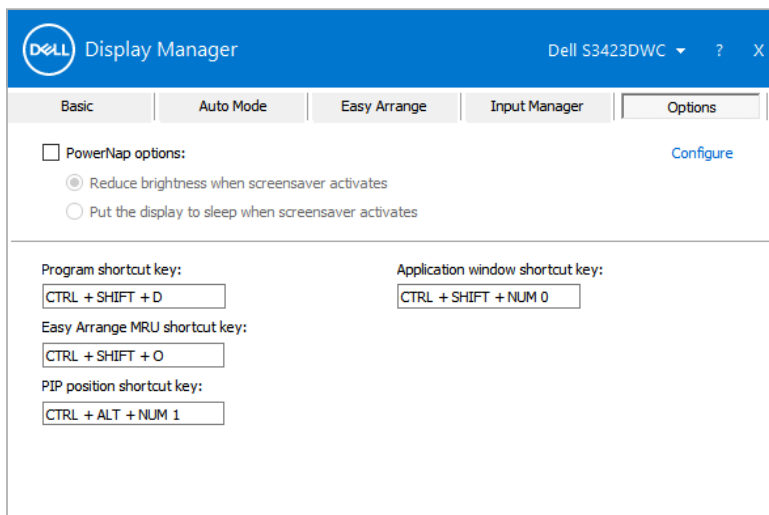 DELL Display Manager Dell S3423DWC ? X
Basic Auto Mode Easy Arrange Input Manager Options
PowerNap options: Configure
Reduce brightness when screensaver activates
Put the display to sleep when screensaver activates
Program shortcut key: Application window shortcut key:
CTRL + SHIFT + D CTRL + SHIFT + NUM 0
Easy Arrange MRU shortcut key:
CTRL + SHIFT + O
PIP position shortcut key:
CTRL + ALT + NUM 1